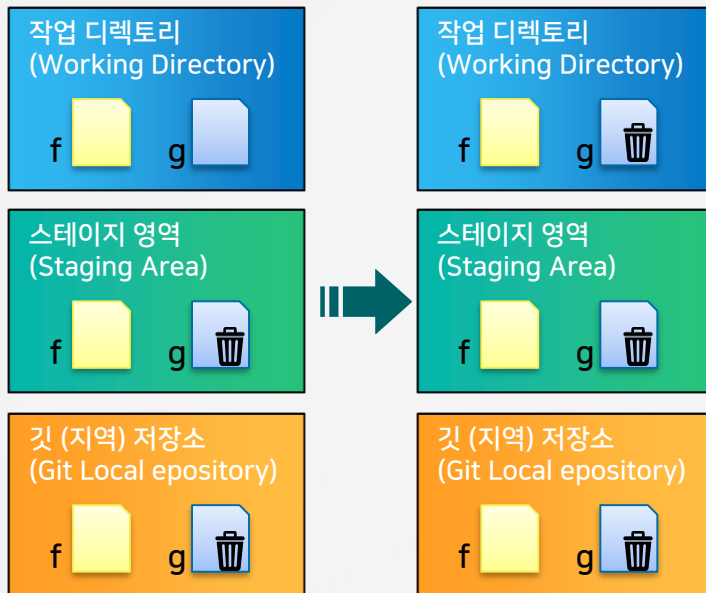 작업 디렉토리
(Working Directory)
f
g
스테이지 영역
(Staging Area)
f
g
깃 (지역) 저장소
(Git Local epository)
f
g
작업 디렉토리
(Working Directory)
f
g
스테이지 영역
(Staging Area)
f
g
깃 (지역) 저장소
(Git Local epository)
f
g